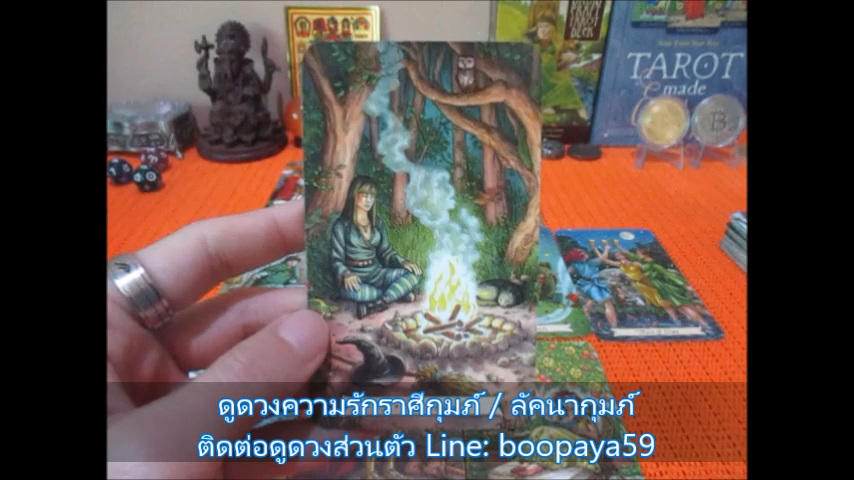 TAROT
DECK
TAROT
made
ดูดวงความรักราศีกุมภ์ / ลัคนากุมภ์
ติดต่อดูดวงส่วนตัว Line: boopaya59